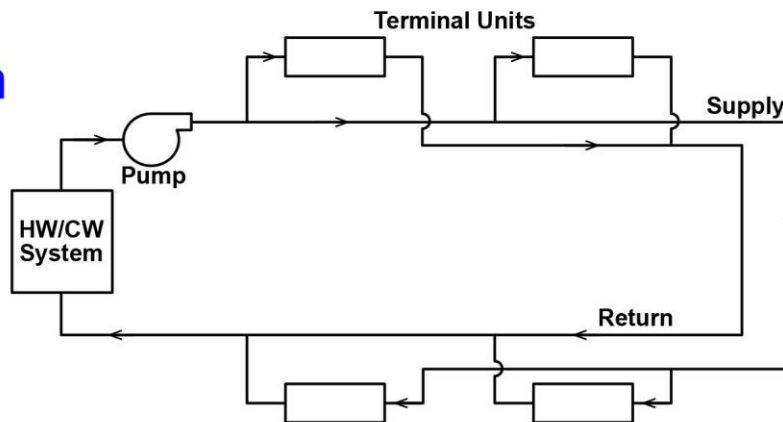 Terminal Units
Supply
Pump
HW/CW
System
Return